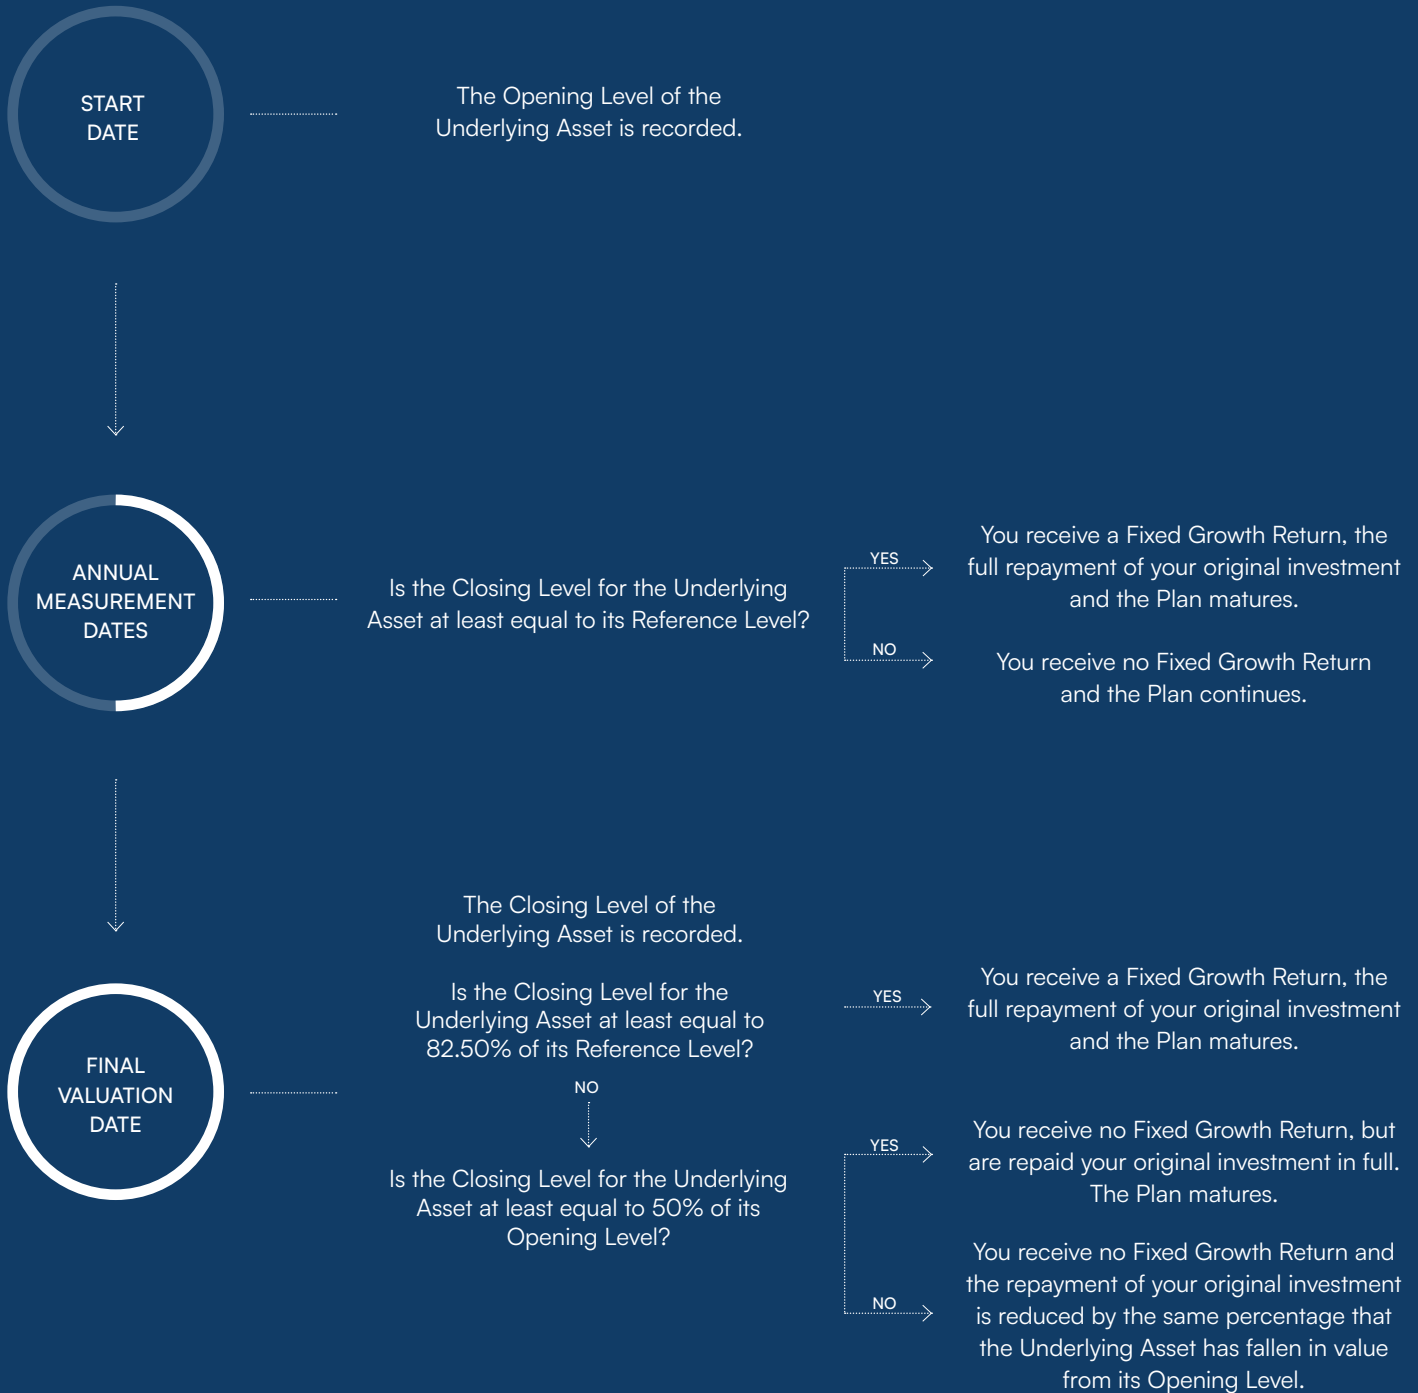 START
DATE
The Opening Level of the
Underlying Asset is recorded.
ANNUAL
MEASUREMENT
DATES
Is the Closing Level for the Underlying
Asset at least equal to its Reference Level?
YES
You receive a Fixed Growth Return, the
full repayment of your original investment
and the Plan matures.
NO
You receive no Fixed Growth Return
and the Plan continues.
FINAL
VALUATION
DATE
The Closing Level of the
Underlying Asset is recorded.
Is the Closing Level for the
Underlying Asset at least equal to
82.50% of its Reference Level?
YES
You receive a Fixed Growth Return, the
full repayment of your original investment
and the Plan matures.
NO
Is the Closing Level for the Underlying
Asset at least equal to 50% of its
Opening Level?
YES
You receive no Fixed Growth Return, but
are repaid your original investment in full.
The Plan matures.
NO
You receive no Fixed Growth Return and
the repayment of your original investment
is reduced by the same percentage that
the Underlying Asset has fallen in value
from its Opening Level.